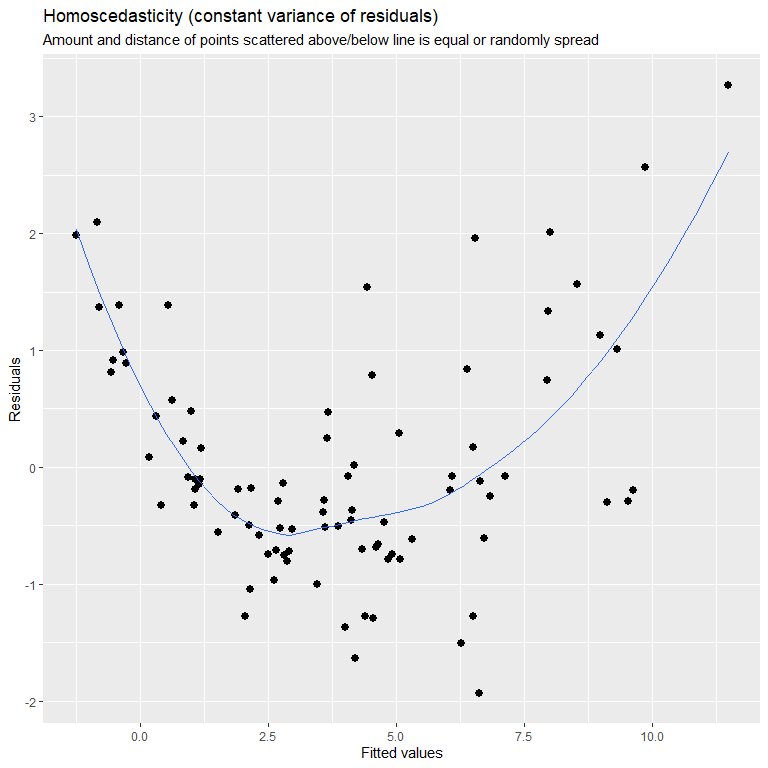 Homoscedasticity (constant variance of residuals)
Amount and distance of points scattered above/below line is equal or randomly spread
3
2
1
0
-1
-2
Residuals
0.0 2.5 5.0 7.5 10.0
Fitted values